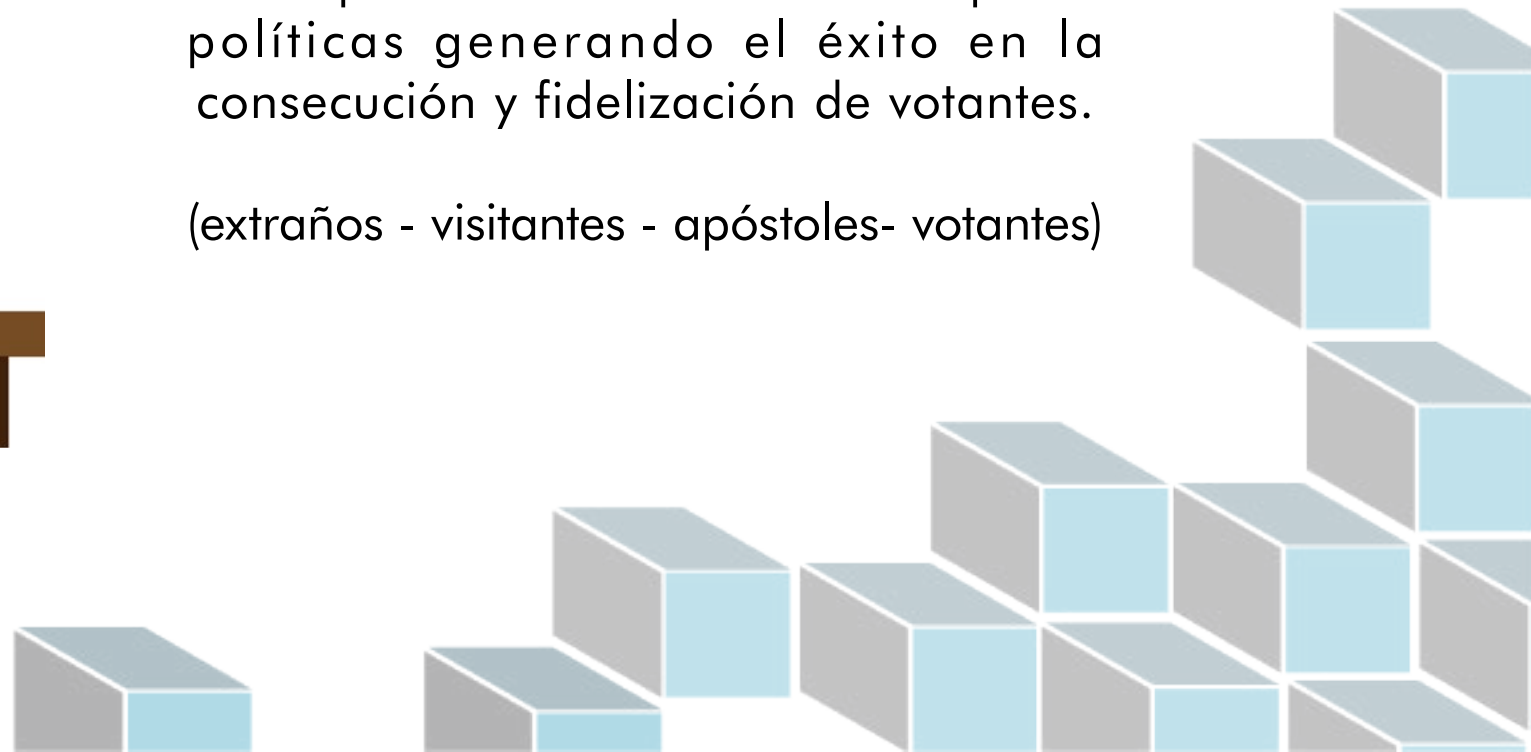 políticas generando el éxito en la
consecución y fidelización de votantes.
(extraños - visitantes - apóstoles- votantes)